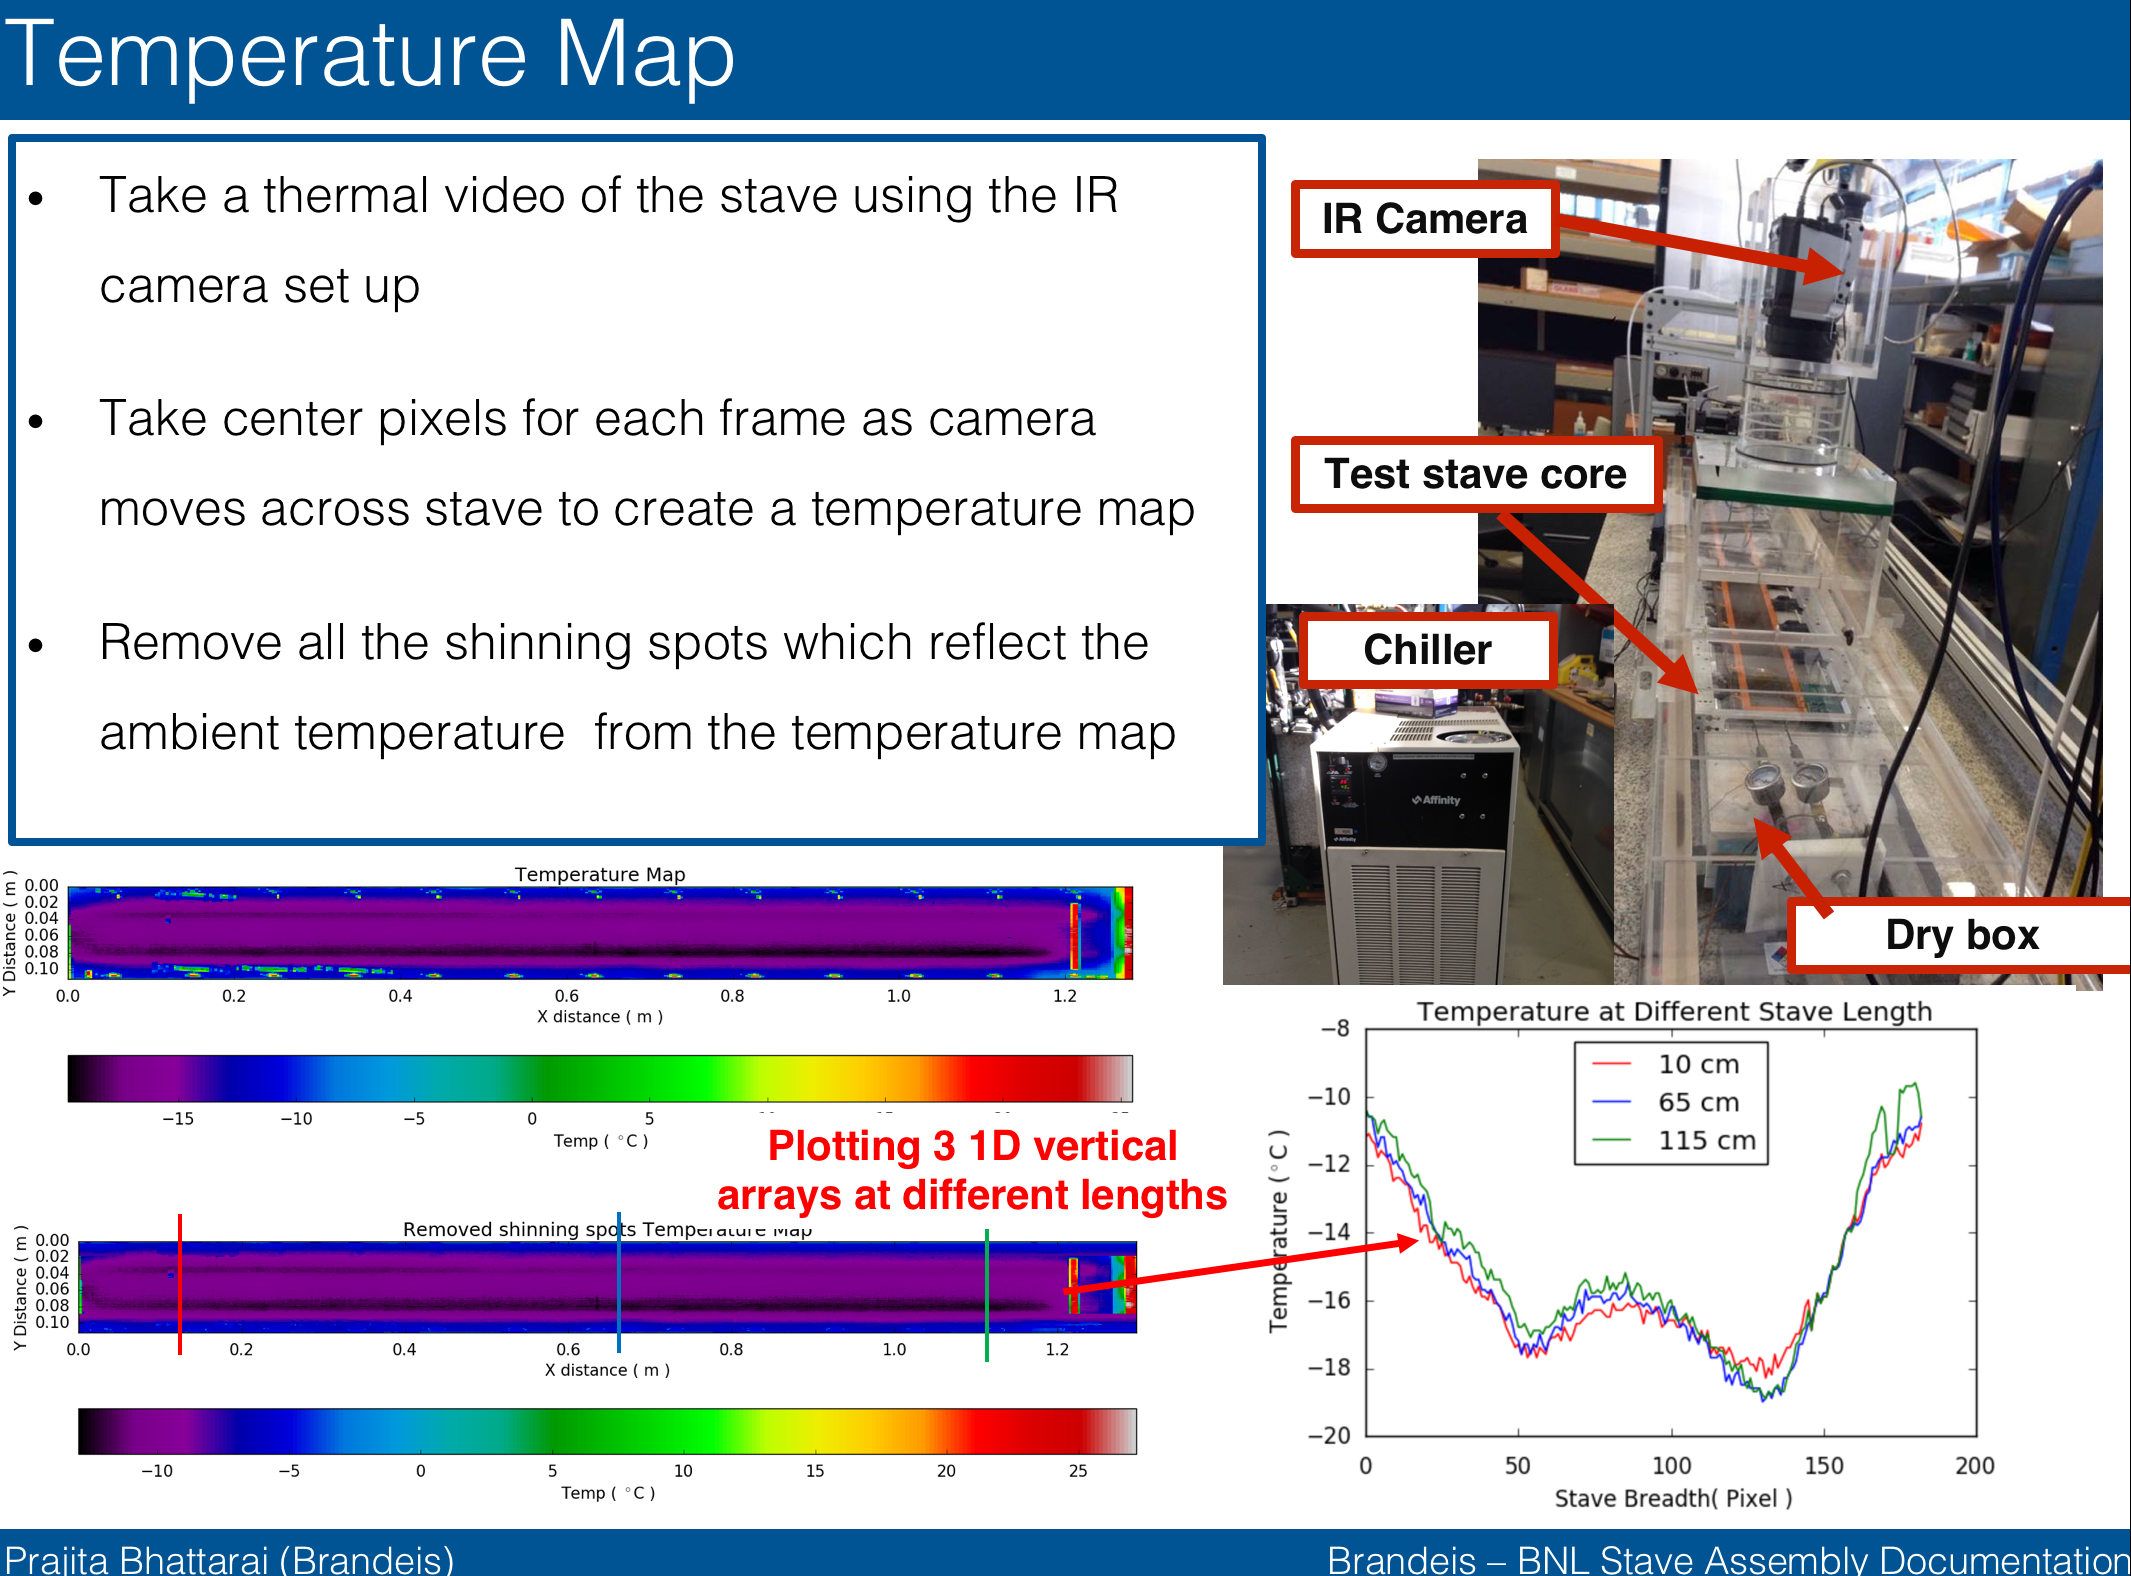 Temperature Map
• Take a thermal video of the stave using the IR
camera set up
• Take center pixels for each frame as camera
moves across stave to create a temperature map
• Remove all the shinning spots which reflect the
ambient temperature from the temperature map
IR Camera
Test stave core
Chiller
Affinity
Dry box
Temperature Map
Y Distance ( m )
0.00
0.02
0.04
0.06
0.08
0.10
0.0 0.2 0.4 0.6 0.8 1.0 1.2
X distance ( m )
−15 −10 −5 0 5
Temp ( °C )
Plotting 3 1D vertical
arrays at different lengths
Removed shinning spots Temperature Map
Y Distance ( m )
0.00
0.02
0.04
0.06
0.08
0.10
0.0 0.2 0.4 0.6 0.8 1.0 1.2
X distance ( m )
−10 −5 0 5 10 15 20 25
Temp ( °C )
Temperature at Different Stave Length
Temperature ( °C )
−8
−10
−12
−14
−16
−18
−20
10 cm
65 cm
115 cm
0 50 100 150 200
Stave Breadth( Pixel )
Prajita Bhattarai (Brandeis)
Brandeis – BNL Stave Assembly Documentation